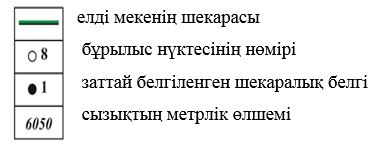 елді мекенің шекарасы
8 бұрылыс нүктесінің нөмірі
1 заттай белгіленген шекаралық белгі
6050 сызықтың метрлік өлшемі